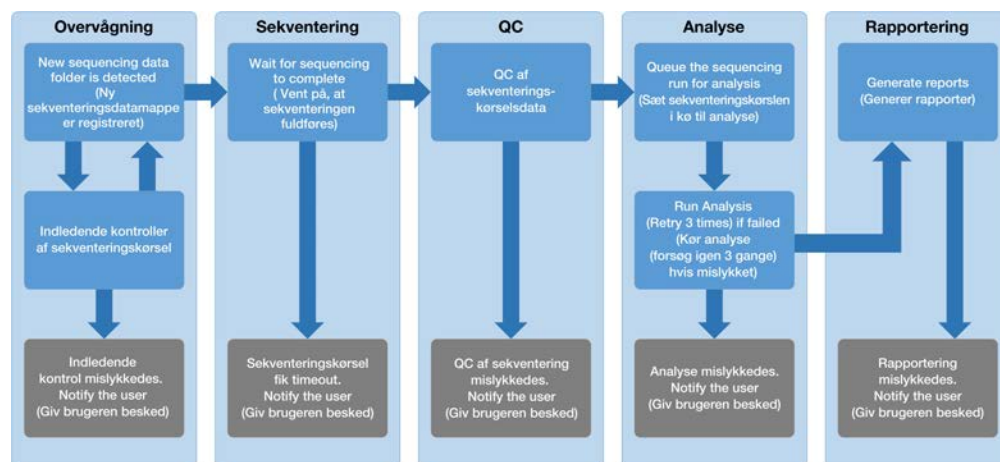 Overvågning
New sequencing data
folder is detected
(Ny
sekventeringsdatamappe
er registreret)
Indledende kontroller
af sekventeringskørsel
Indledende
kontrol mislykkedes.
Notify the user
(Giv brugeren besked)
Sekventering
Wait for sequencing
to complete
( Vent på, at
sekventeringen
fuldføres)
Sekventeringskørsel
fik timeout.
Notify the user
(Giv brugeren besked)
QC
QC af
sekventerings-
kørselsdata
QC af sekventering
mislykkedes.
Notify the user
(Giv brugeren besked)
Analyse
Queue the sequencing
run for analysis
(Sæt sekventeringskørslen
i kø til analyse)
Run Analysis
(Retry 3 times) if failed
(Kør analyse
(forsøg igen 3 gange)
hvis mislykket)
Analyse mislykkedes.
Notify the user
(Giv brugeren besked)
Rapportering
Generate reports
(Generer rapporter)
Rapportering
mislykkedes.
Notify the user
(Giv brugeren besked)